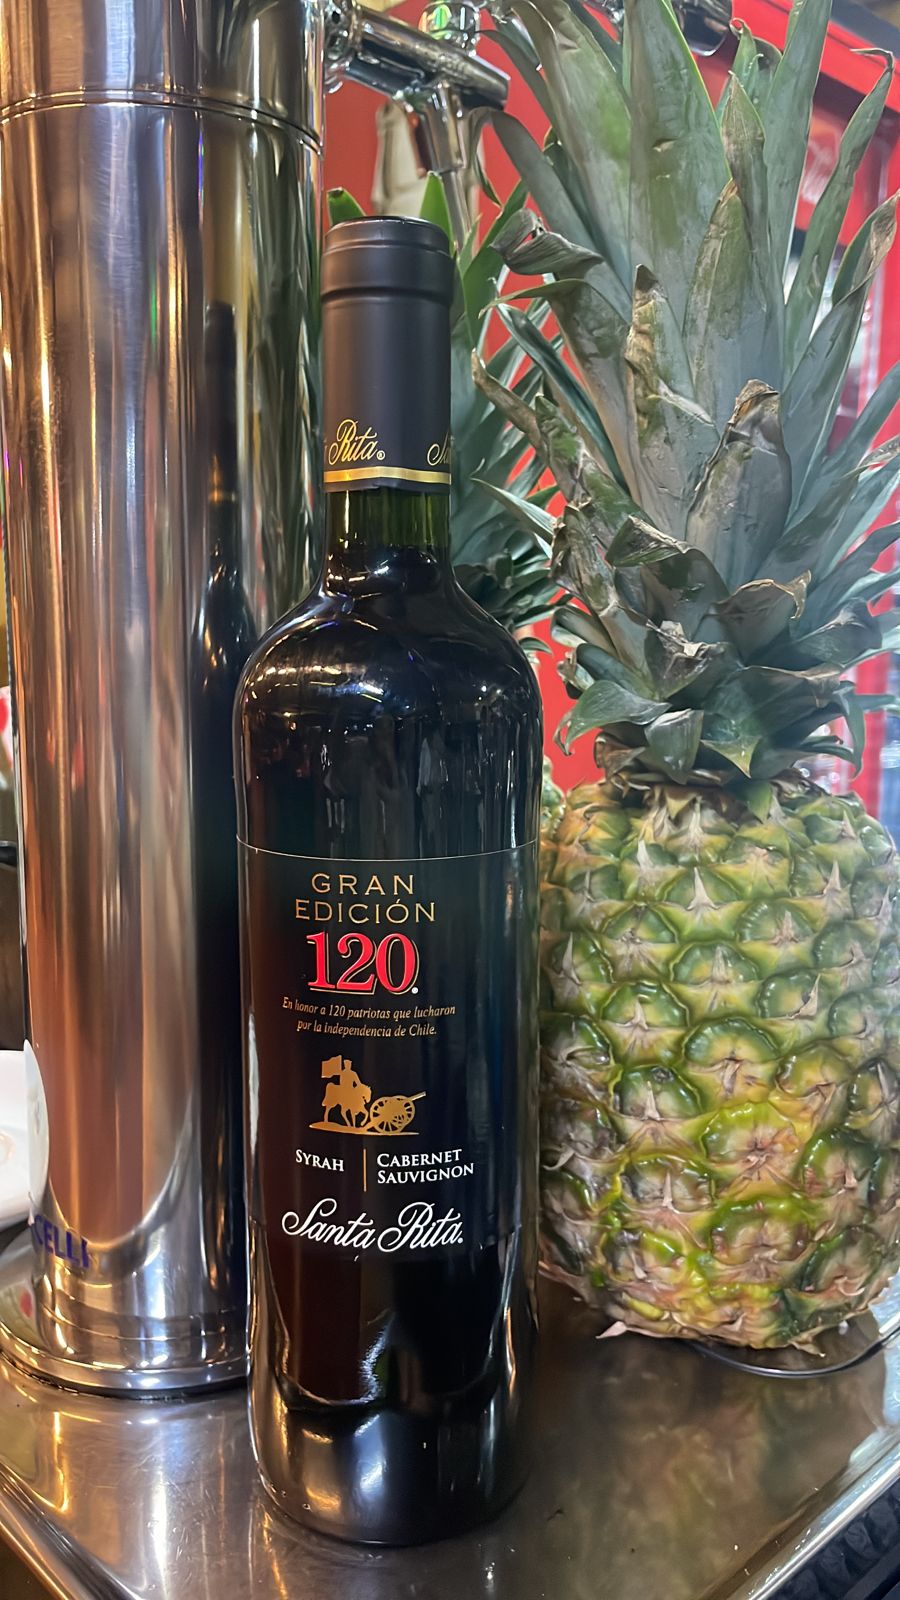 Rita®
GRAN
EDICIÓN
120.
En honor a 120 patriotas que lucharon
por la independencia de Chile.
SYRAH
CABERNET
SAUVIGNON
Santa Rita.